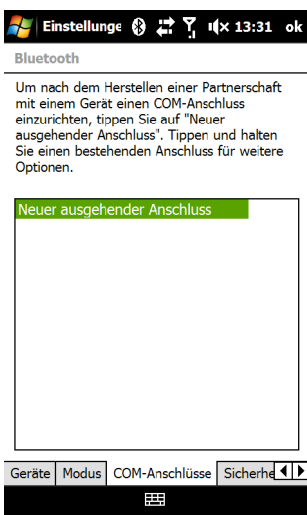 Einstellunge 13:31 ok
Bluetooth
Um nach dem Herstellen einer Partnerschaft
mit einem Gerät einen COM-Anschluss
einzurichten, tippen Sie auf "Neuer
ausgehender Anschluss". Tippen und halten
Sie einen bestehenden Anschluss für weitere
Optionen.
Neuer ausgehender Anschluss
Geräte Modus COM-Anschlüsse Sicherhe